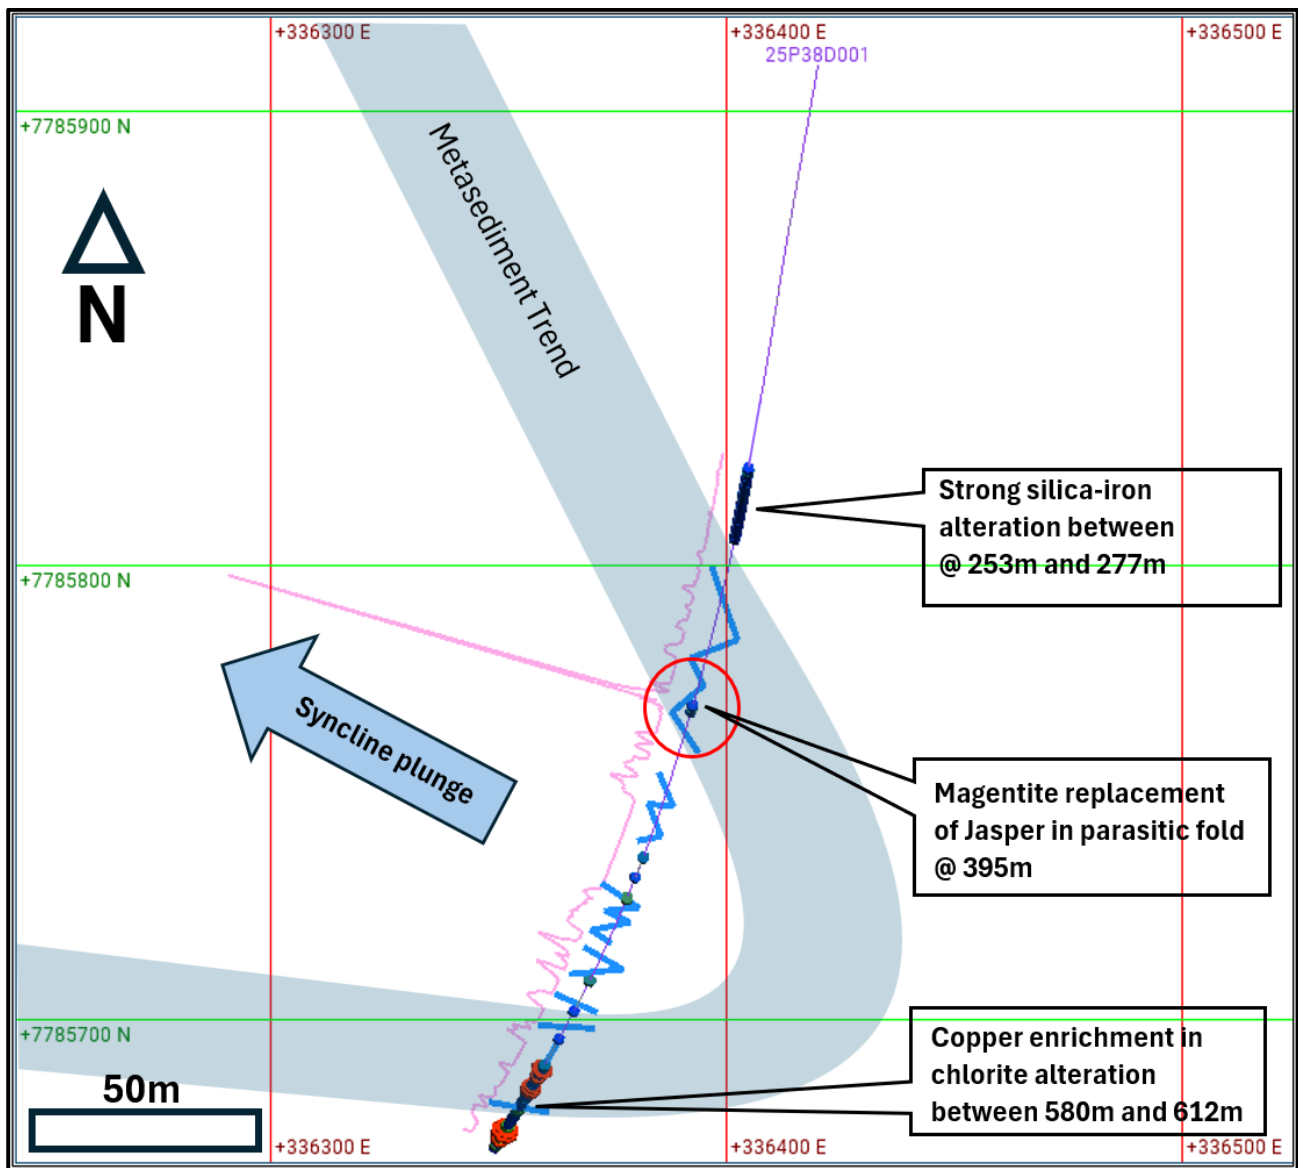 +336300 E
+336400 E
+336500 E
25P38D001
+7785900 N
Metasediment Trend
N
Strong silica-iron
alteration between
@ 253m and 277m
+7785800 N
Syncline plunge
Magentite replacement
of Jasper in parasitic fold
@ 395m
+7785700 N
Copper enrichment in
chlorite alteration
between 580m and 612m
50m
+336300 E
+336400 E
+336500 E